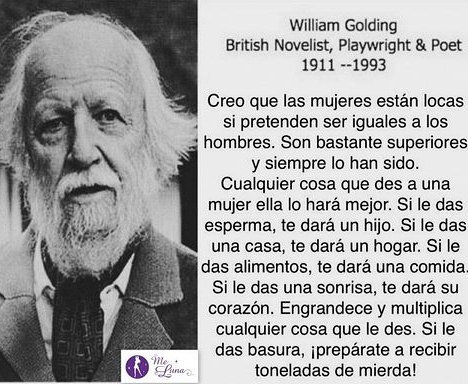 William Golding
British Novelist, Playwright & Poet
1911 --1993
Creo que las mujeres están locas
si pretenden ser iguales a los
hombres. Son bastante superiores
y siempre lo han sido.
Cualquier cosa que des a una
mujer ella lo hará mejor. Si le das
esperma, te dará un hijo. Si le das
una casa, te dará un hogar. Si le
das alimentos, te dará una comida.
Si le das una sonrisa, te dará su
corazón. Engrandece y multiplica
cualquier cosa que le des. Si le
das basura, ¡prepárate a recibir
toneladas de mierda!
Me
Luna